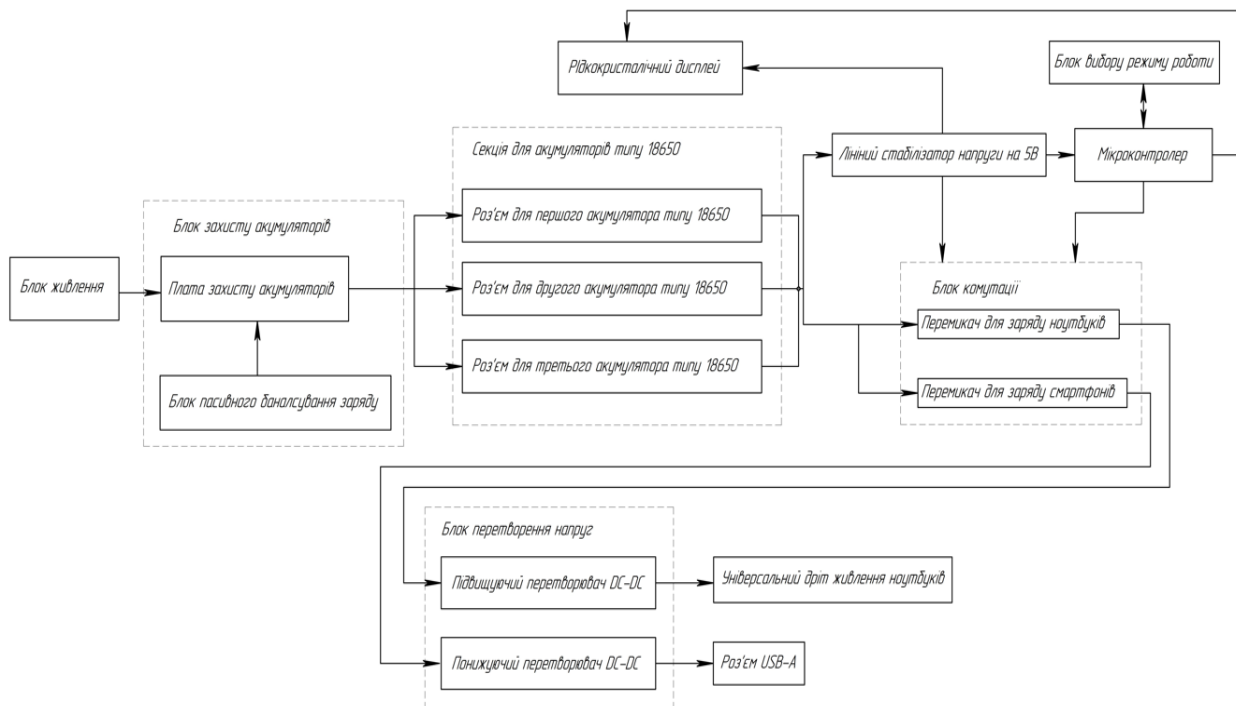 РІдкокристалічний дисплей
Блок вибору режиму роботи
Секція для акумуляторів типу 18650
Лініний стабілізатор напруги на 5В
Мікроконтролер
Блок захисту акумуляторів
Роз'єм для першого акумулятора типу 18650
Блок живлення
Плата захисту акумуляторів
Роз'єм для другого акумулятора типу 18650
Блок комутації
Перемикач для заряду ноутбуків
Роз'єм для третього акумулятора типу 18650
Блок пасивного баналсування заряду
Перемикач для заряду смартфонів
Блок перетворення напруг
Підвищуючий перетворювач DC-DC
Універсальний дріт живлення ноутбуків
Понижуючий перетворювач DC-DC
Роз'єм USB-A